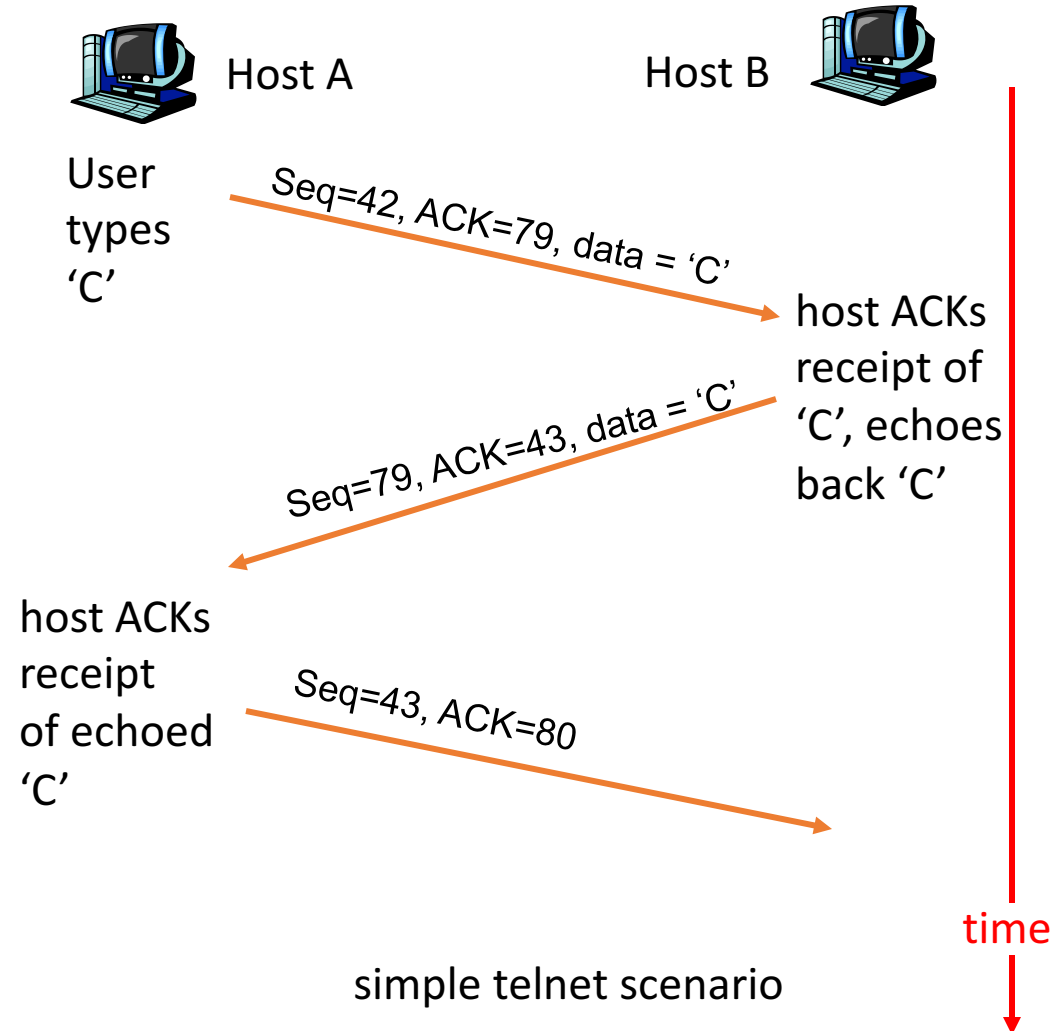 Host A
Host B
User
types
‘C’
Seq=42, ACK=79, data = ‘C’
host ACKs
receipt of
‘C’, echoes
back ‘C’
Seq=79, ACK=43, data = ‘C’
host ACKs
receipt
of echoed
‘C’
Seq=43, ACK=80
time
simple telnet scenario